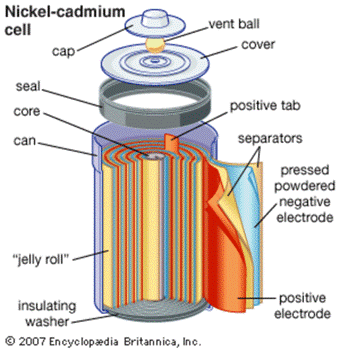 Nickel-cadmium
cell
cap
vent ball
cover
seal
core
can
positive tab
separators
pressed
powdered
negative
electrode
"jelly roll"
insulating
washer
positive
electrode
© 2007 Encyclopædia Britannica, Inc.